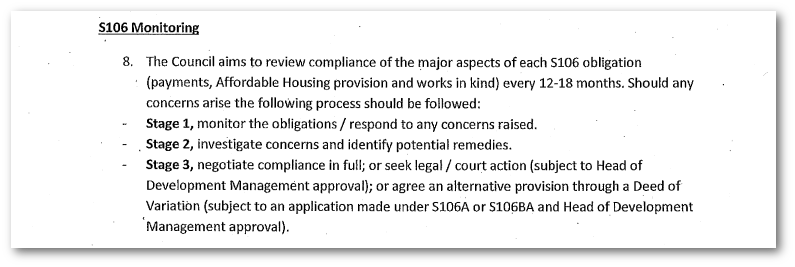 S106 Monitoring
8. The Council aims to review compliance of the major aspects of each S106 obligation
(payments, Affordable Housing provision and works in kind) every 12-18 months. Should any
concerns arise the following process should be followed:
- Stage 1, monitor the obligations / respond to any concerns raised.
- Stage 2, investigate concerns and identify potential remedies.
- Stage 3, negotiate compliance in full; or seek legal / court action (subject to Head of
Development Management approval); or agree an alternative provision through a Deed of
Variation (subject to an application made under S106A or S106BA and Head of Development
Management approval).